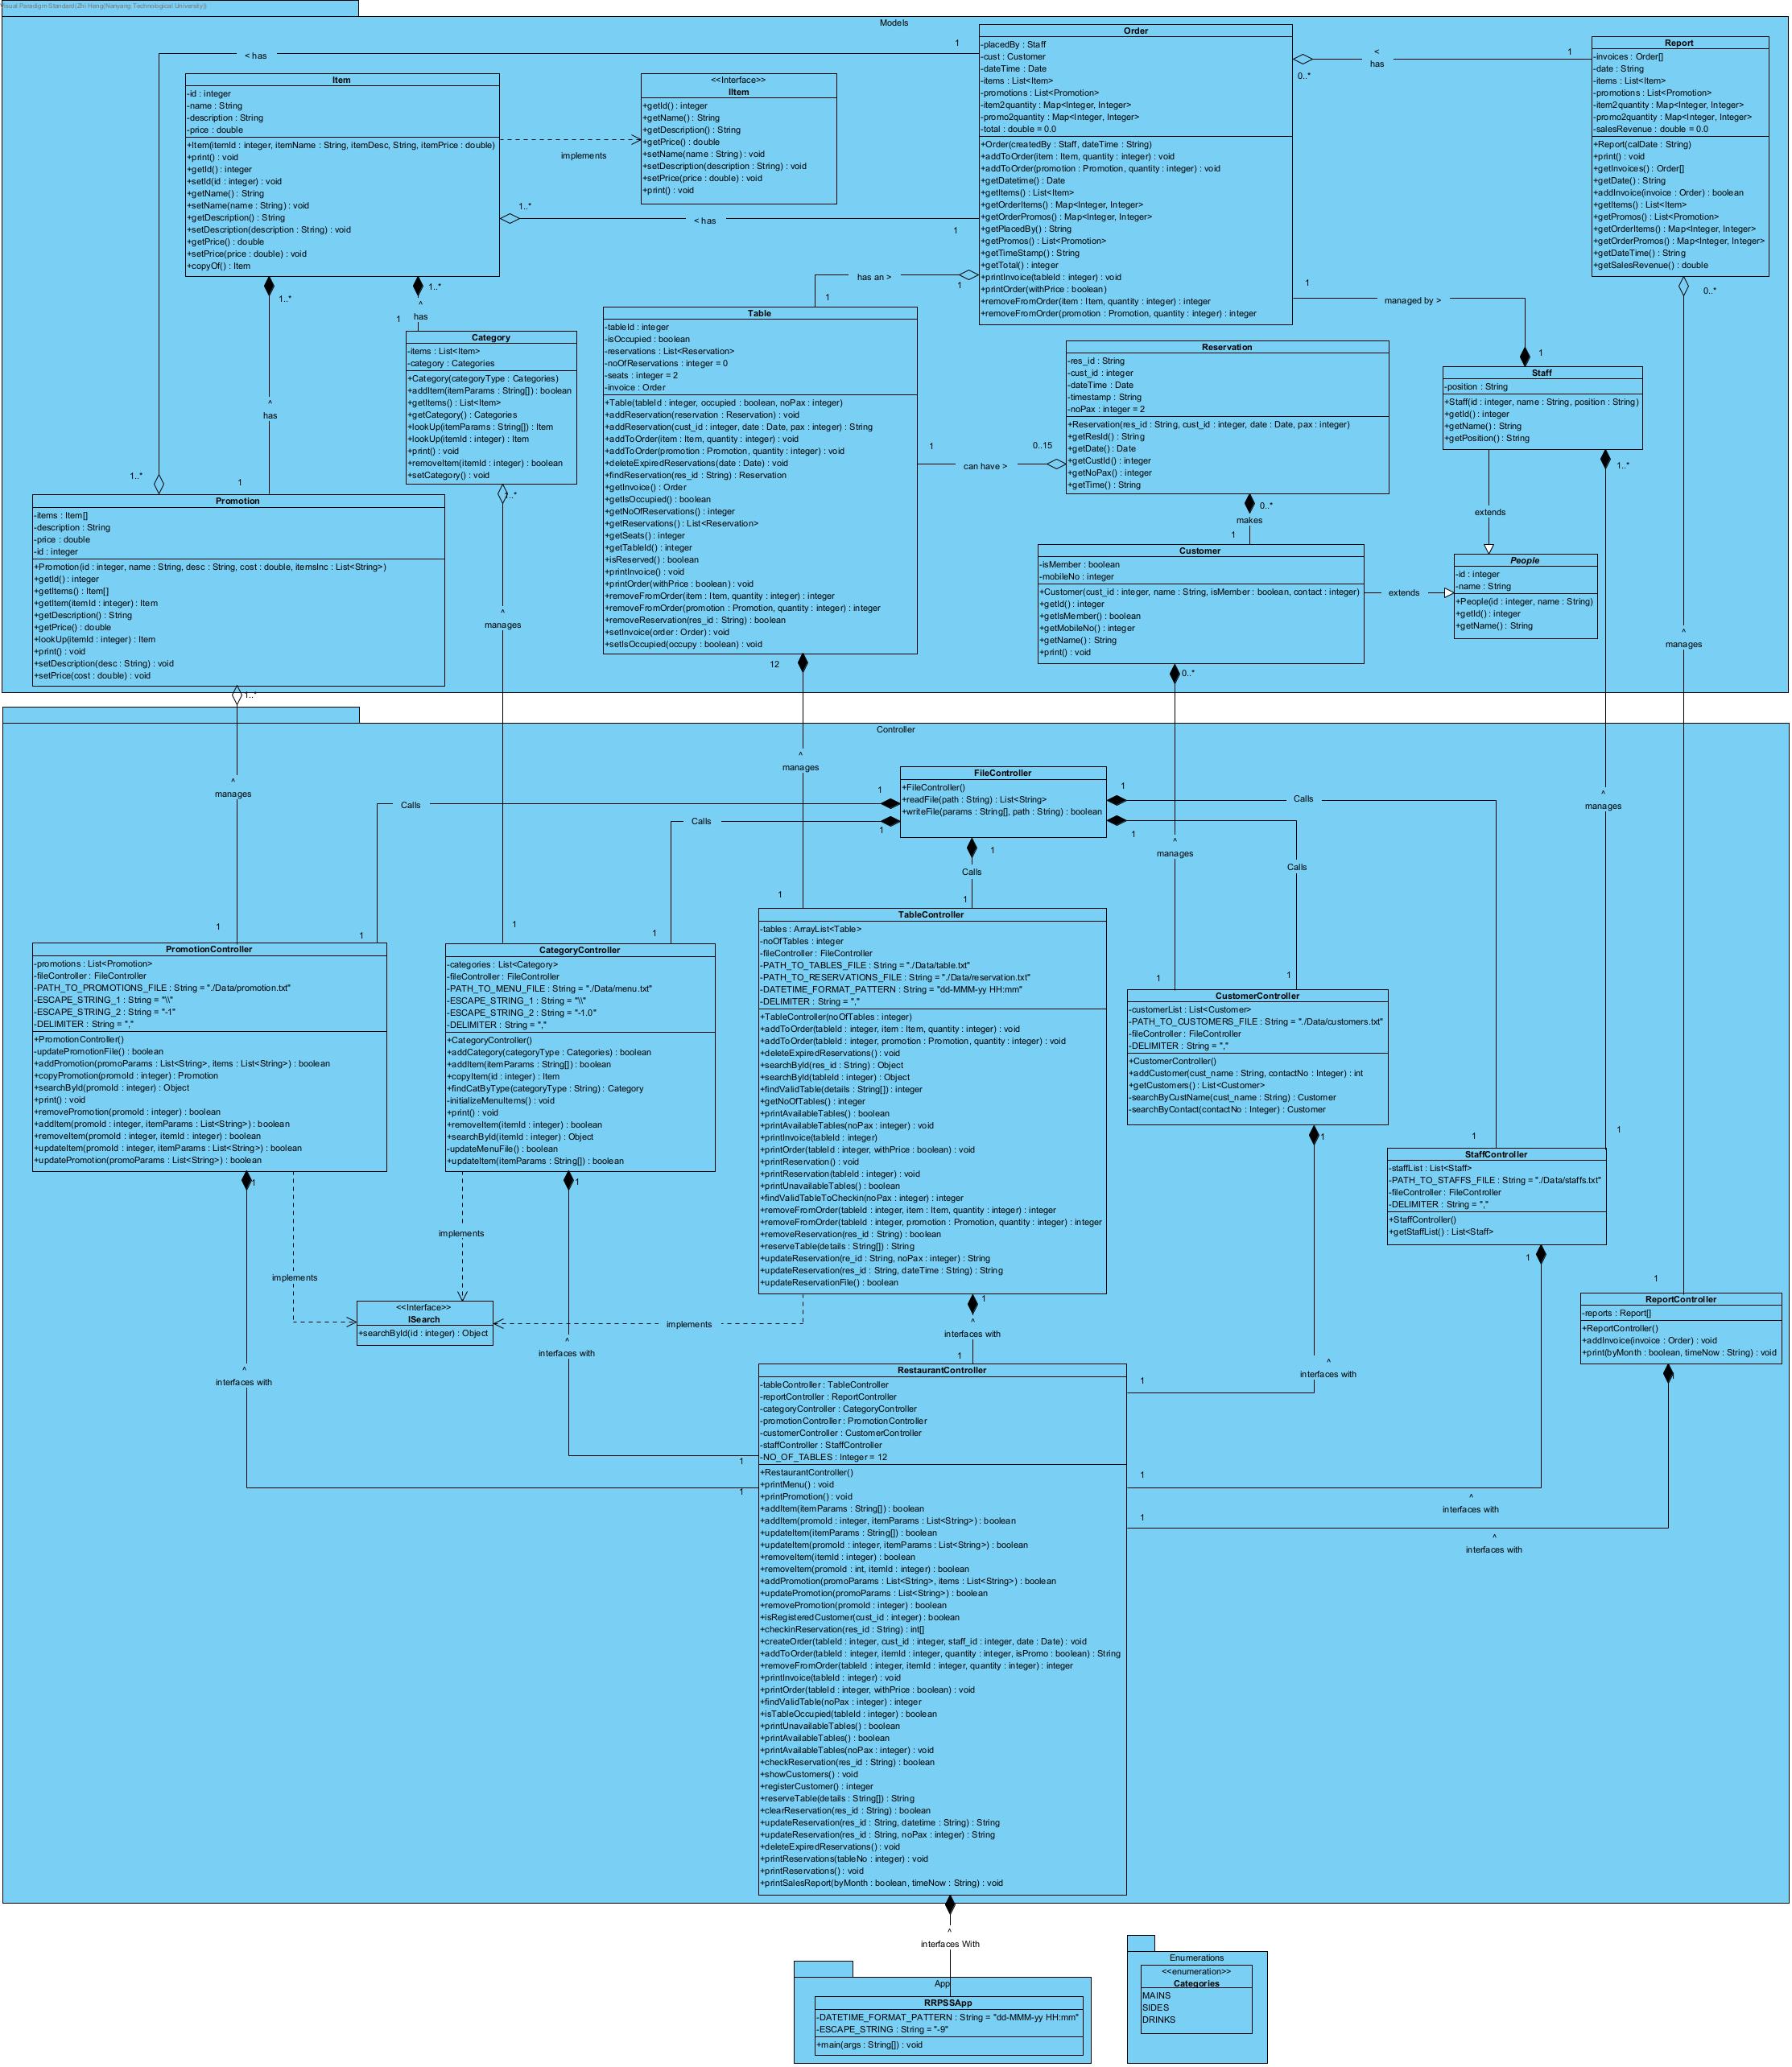 Visual Paradigm Standard(Zin Heng(Nanyang Technological University))
Models
< has
1
Order
-placedBy : Staff
-cust : Customer
-dateTime : Date
-items : List<Item>
-promotions : List<Promotion>
-item2quantity : Map<Integer, Integer>
-promo2quantity : Map<Integer, Integer>
-total : double = 0.0
+Order(createdBy : Staff, dateTime : String)
+addToOrder(item : Item, quantity : integer) : void
+addToOrder(promotion : Promotion, quantity : integer) : void
+getDatetime() : Date
+getItems() : List<Item>
+getOrderItems() : Map<Integer, Integer>
+getOrderPromos() : Map<Integer, Integer>
+getPlacedBy() : String
+getPromos() : List<Promotion>
+getTimeStamp() : String
+getTotal() : integer
+printInvoice(tableId : integer) : void
+printOrder(withPrice : boolean)
+removeFromOrder(item : Item, quantity : integer) : integer
+removeFromOrder(promotion : Promotion, quantity : integer) : integer
0..*
<
has
1
Report
-invoices : Order[]
-date : String
-items : List<Item>
-promotions : List<Promotion>
-item2quantity : Map<Integer, Integer>
-promo2quantity : Map<Integer, Integer>
-salesRevenue : double = 0.0
+Report(calDate : String)
+print() : void
+getInvoices() : Order[]
+getDate() : String
+addInvoice(invoice : Order) : boolean
+getItems() : List<Item>
+getPromos() : List<Promotion>
+getOrderItems() : Map<Integer, Integer>
+getOrderPromos() : Map<Integer, Integer>
+getDateTime() : String
+getSalesRevenue() : double
0..*
Item
-id : integer
-name : String
-description : String
-price : double
+Item(itemId : integer, itemName : String, itemDesc, String, itemPrice : double)
+print() : void
+getId() : integer
+setId(id : integer) : void
+getName() : String
+setName(name : String) : void
+getDescription() : String
+setDescription(description : String) : void
+getPrice() : double
+setPrice(price : double) : void
+copyOf() : Item
implements
<<Interface>>
IItem
+getId() : integer
+getName() : String
+getDescription() : String
+getPrice() : double
+setName(name : String) : void
+setDescription(description : String) : void
+setPrice(price : double) : void
+print() : void
1..*
< has
1
has an >
1
1
1
managed by >
1
1..*
^
has
1
1..*
^
has
1
Category
-items : List<Item>
-category : Categories
+Category(categoryType : Categories)
+addItem(itemParams : String[]) : boolean
+getItems() : List<Item>
+getCategory() : Categories
+lookUp(itemParams : String[]) : Item
+lookUp(itemId : integer) : Item
+print() : void
+removeItem(itemId : integer) : boolean
+setCategory() : void
Table
-tableId : integer
-isOccupied : boolean
-reservations : List<Reservation>
-noOfReservations : integer = 0
-seats : integer = 2
-invoice : Order
+Table(tableId : integer, occupied : boolean, noPax : integer)
+addReservation(reservation : Reservation) : void
+addReservation(cust_id : integer, date : Date, pax : integer) : String
+addToOrder(item : Item, quantity : integer) : void
+addToOrder(promotion : Promotion, quantity : integer) : void
+deleteExpiredReservations(date : Date) : void
+findReservation(res_id : String) : Reservation
+getInvoice() : Order
+getIsOccupied() : boolean
+getNoOfReservations() : integer
+getReservations() : List<Reservation>
+getSeats() : integer
+getTableId() : integer
+isReserved() : boolean
+printInvoice() : void
+printOrder(withPrice : boolean) : void
+removeFromOrder(item : Item, quantity : integer) : integer
+removeFromOrder(promotion : Promotion, quantity : integer) : integer
+removeReservation(res_id : String) : boolean
+setInvoice(order : Order) : void
+setIsOccupied(occupy : boolean) : void
1
can have >
0..15
Reservation
-res_id : String
-cust_id : integer
-dateTime : Date
-timestamp : String
-noPax : integer = 2
+Reservation(res_id : String, cust_id : integer, date : Date, pax : integer)
+getResId() : String
+getDate() : Date
+getCustId() : integer
+getNoPax() : integer
+getTime() : String
0..*
makes
1
Staff
-position : String
+Staff(id : integer, name : String, position : String)
+getId() : integer
+getName() : String
+getPosition() : String
1..*
extends
Customer
-isMember : boolean
-mobileNo : integer
+Customer(cust_id : integer, name : String, isMember : boolean, contact : integer)
+getId() : integer
+getIsMember() : boolean
+getMobileNo() : integer
+getName() : String
+print() : void
extends
People
-id : integer
-name : String
+People(id : integer, name : String)
+getId() : integer
+getName() : String
^
manages
1..*
Promotion
-items : Item[]
-description : String
-price : double
-id : integer
+Promotion(id : integer, name : String, desc : String, cost : double, itemsInc : List<String>)
+getId() : integer
+getItems() : Item[]
+getItem(itemId : integer) : Item
+getDescription() : String
+getPrice() : double
+lookUp(itemId : integer) : Item
+print() : void
+setDescription(desc : String) : void
+setPrice(cost : double) : void
^
manages
1..*
12
0..*
Controller
^
manages
^
manages
^
manages
^
manages
FileController
+FileController()
+readFile(path : String) : List<String>
+writeFile(params : String[], path : String) : boolean
1
Calls
1
Calls
1
Calls
1
Calls
1
Calls
1
1
1
1
1
1
PromotionController
-promotions : List<Promotion>
-fileController : FileController
-PATH_TO_PROMOTIONS_FILE : String = "./Data/promotion.txt"
-ESCAPE_STRING_1 : String = "\\"
-ESCAPE_STRING_2 : String = "-1"
-DELIMITER : String = ","
+PromotionController()
-updatePromotionFile() : boolean
+addPromotion(promoParams : List<String>, items : List<String>) : boolean
+copyPromotion(promoId : integer) : Promotion
+searchById(promoId : integer) : Object
+print() : void
+removePromotion(promoId : integer) : boolean
+addItem(promoId : integer, itemParams : List<String>) : boolean
+removeItem(promoId : integer, itemId : integer) : boolean
+updateItem(promoId : integer, itemParams : List<String>) : boolean
+updatePromotion(promoParams : List<String>) : boolean
CategoryController
-categories : List<Category>
-fileController : FileController
-PATH_TO_MENU_FILE : String = "./Data/menu.txt"
-ESCAPE_STRING_1 : String = "\\"
-ESCAPE_STRING_2 : String = "-1.0"
-DELIMITER : String = ","
+CategoryController()
+addCategory(categoryType : Categories) : boolean
+addItem(itemParams : String[]) : boolean
+copyItem(id : integer) : Item
+findCatByType(categoryType : String) : Category
-initializeMenuItems() : void
+print() : void
+removeItem(itemId : integer) : boolean
+searchById(itemId : integer) : Object
-updateMenuFile() : boolean
+updateItem(itemParams : String[]) : boolean
TableController
-tables : ArrayList<Table>
-noOfTables : integer
-fileController : FileController
-PATH_TO_TABLES_FILE : String = "./Data/table.txt"
-PATH_TO_RESERVATIONS_FILE : String = "./Data/reservation.txt"
-DATETIME_FORMAT_PATTERN : String = "dd-MMM-yy HH:mm"
-DELIMITER : String = ","
+TableController(noOfTables : integer)
+addToOrder(tableId : integer, item : Item, quantity : integer) : void
+addToOrder(tableId : integer, promotion : Promotion, quantity : integer) : void
+deleteExpiredReservations() : void
+searchById(res_id : String) : Object
+searchById(tableId : integer) : Object
+findValidTable(details : String[]) : integer
+getNoOfTables() : integer
+printAvailableTables() : boolean
+printAvailableTables(noPax : integer) : void
+printInvoice(tableId : integer)
+printOrder(tableId : integer, withPrice : boolean) : void
+printReservation() : void
+printReservation(tableId : integer) : void
+printUnavailableTables() : boolean
+findValidTableToCheckin(noPax : integer) : integer
+removeFromOrder(tableId : integer, item : Item, quantity : integer) : integer
+removeFromOrder(tableId : integer, promotion : Promotion, quantity : integer) : integer
+removeReservation(res_id : String) : boolean
+reserveTable(details : String[]) : String
+updateReservation(re_id : String, noPax : integer) : String
+updateReservation(res_id : String, dateTime : String) : String
+updateReservationFile() : boolean
1
1
CustomerController
-customerList : List<Customer>
-PATH_TO_CUSTOMERS_FILE : String = "./Data/customers.txt"
-fileController : FileController
-DELIMITER : String = ","
+CustomerController()
+addCustomer(cust_name : String, contactNo : Integer) : int
+getCustomers() : List<Customer>
-searchByCustName(cust_name : String) : Customer
-searchByContact(contactNo : Integer) : Customer
1
1
StaffController
-staffList : List<Staff>
-PATH_TO_STAFFS_FILE : String = "./Data/staffs.txt"
-fileController : FileController
-DELIMITER : String = ","
+StaffController()
+getStaffList() : List<Staff>
1
ReportController
-reports : Report[]
+ReportController()
+addInvoice(invoice : Order) : void
+print(byMonth : boolean, timeNow : String) : void
1
implements
1
implements
<<Interface>>
ISearch
+searchById(id : integer) : Object
implements
1
1
1
^
interfaces with
1
^
interfaces with
^
interfaces with
^
interfaces with
1
RestaurantController
-tableController : TableController
-reportController : ReportController
-categoryController : CategoryController
-promotionController : PromotionController
-customerController : CustomerController
-staffController : StaffController
-NO_OF_TABLES : Integer = 12
+RestaurantController()
+printMenu() : void
+printPromotion() : void
+addItem(itemParams : String[]) : boolean
+addItem(promoId : integer, itemParams : List<String>) : boolean
+updateItem(itemParams : String[]) : boolean
+updateItem(promoId : integer, itemParams : List<String>) : boolean
+removeItem(itemId : integer) : boolean
+removeItem(promoId : int, itemId : integer) : boolean
+addPromotion(promoParams : List<String>, items : List<String>) : boolean
+updatePromotion(promoParams : List<String>) : boolean
+removePromotion(promoId : integer) : boolean
+isRegisteredCustomer(cust_id : integer) : boolean
+checkinReservation(res_id : String) : int[]
+createOrder(tableId : integer, cust_id : integer, staff_id : integer, date : Date) : void
+addToOrder(tableId : integer, itemId : integer, quantity : integer, isPromo : boolean) : String
+removeFromOrder(tableId : integer, itemId : integer, quantity : integer) : integer
+printInvoice(tableId : integer) : void
+printOrder(tableId : integer, withPrice : boolean) : void
+findValidTable(noPax : integer) : integer
+isTableOccupied(tableId : integer) : boolean
+printUnavailableTables() : boolean
+printAvailableTables() : boolean
+printAvailableTables(noPax : integer) : void
+checkReservation(res_id : String) : boolean
+showCustomers() : void
+registerCustomer() : integer
+reserveTable(details : String[]) : String
+clearReservation(res_id : String) : boolean
+updateReservation(res_id : String, datetime : String) : String
+updateReservation(res_id : String, noPax : integer) : String
+deleteExpiredReservations() : void
+printReservations(tableNo : integer) : void
+printReservations() : void
+printSalesReport(byMonth : boolean, timeNow : String) : void
1
1
1
^
interfaces with
1
^
interfaces with
^
interfaces With
App
RRPSSApp
-DATETIME_FORMAT_PATTERN : String = "dd-MMM-yy HH:mm"
-ESCAPE_STRING : String = "-9"
+main(args : String[]) : void
Enumerations
<<enumeration>>
Categories
MAINS
SIDES
DRINKS